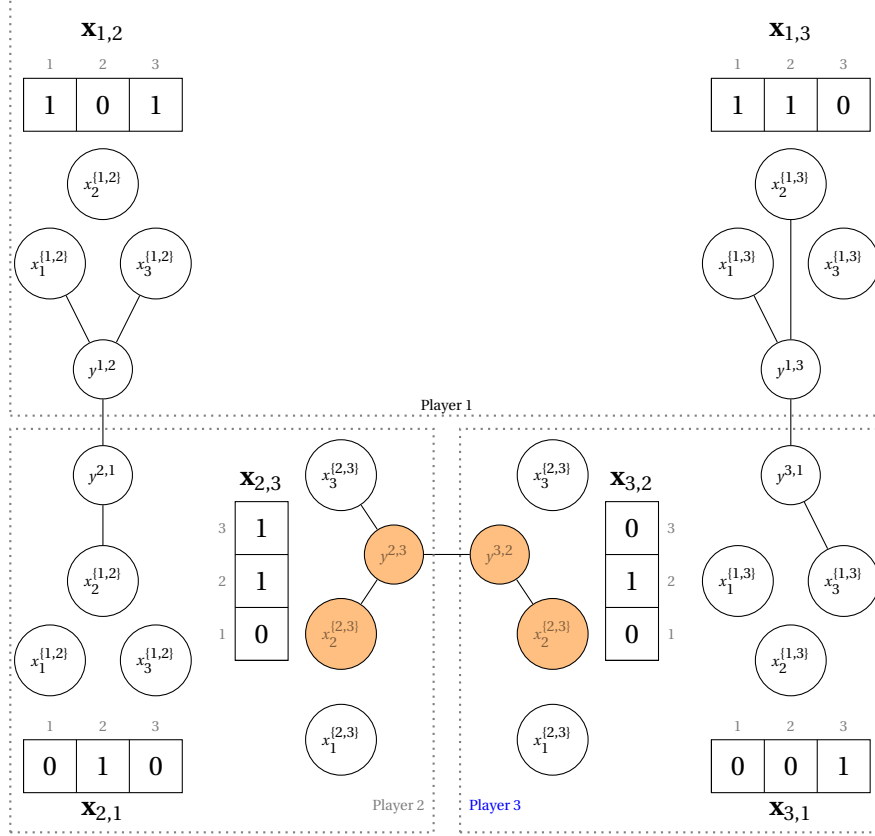 𝐱₁,₂ 𝐱₁,₃
1 2 3 1 2 3
1 0 1 1 1 0
x₂^{1,2} x₂^{1,3}
x₁^{1,2} x₃^{1,2} x₁^{1,3} x₃^{1,3}
y^1,2 y^1,3
Player 1
y^2,1 𝐱₂,₃ x₃^{2,3} x₃^{2,3} 𝐱₃,₂ y^3,1
3 1 0 3
y^2,3 y^3,2
x₂^{1,2} 2 1 1 2 x₁^{1,3} x₃^{1,3}
1 0 x₂^{2,3} x₂^{2,3} 0 1
x₁^{1,2} x₃^{1,2} x₂^{1,3}
1 2 3 x₁^{2,3} x₁^{2,3} 1 2 3
0 1 0 0 0 1
𝐱₂,₁ Player 2 Player 3 𝐱₃,₁